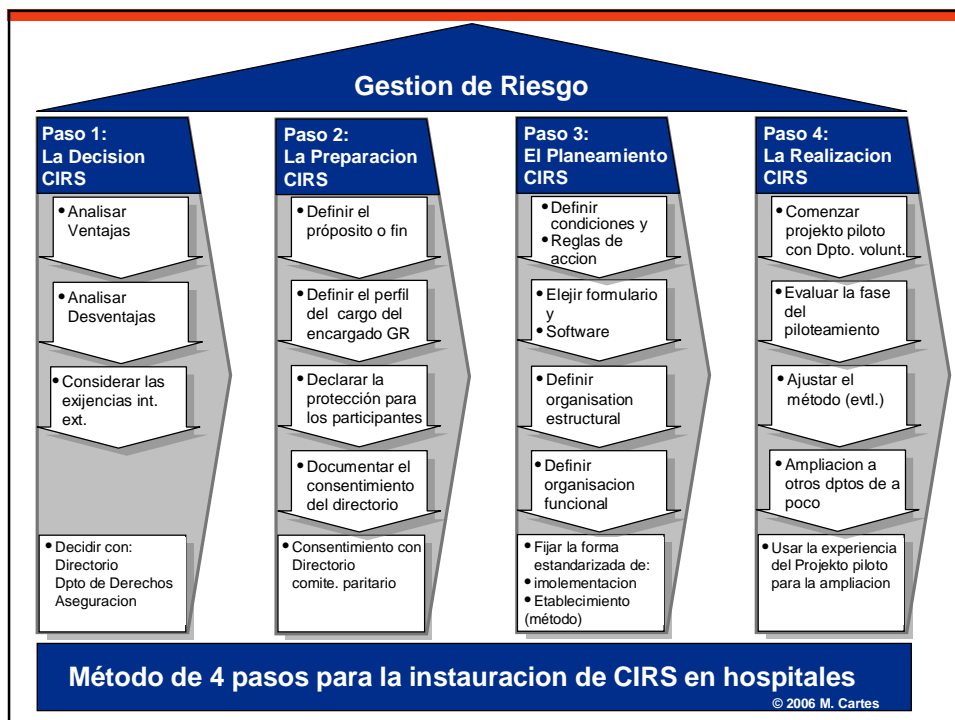 Gestion de Riesgo
Paso 1:
La Decision
CIRS
• Analisar
Ventajas
• Analisar
Desventajas
• Considerar las
exijencias int.
ext.
• Decidir con:
Directorio
Dpto de Derechos
Aseguracion
Paso 2:
La Preparacion
CIRS
• Definir el
próposito o fin
• Definir el perfil
del cargo del
encargado GR
• Declarar la
protección para
los participantes
• Documentar el
consentimiento
del directorio
• Consentimiento con
Directorio
comite. paritario
Paso 3:
El Planeamiento
CIRS
• Definir
condiciones y
• Reglas de
accion
• Elejir formulario
y
• Software
• Definir
organisation
estructural
• Definir
organisacion
funcional
• Fijar la forma
estandarizada de:
• imolementacion
• Etablecimiento
(método)
Paso 4:
La Realizacion
CIRS
• Comenzar
projekto piloto
con Dpto. volunt.
• Evaluar la fase
del
piloteamiento
• Ajustar el
método (evtl.)
• Ampliacion a
otros dptos de a
poco
• Usar la experiencia
del Projekto piloto
para la ampliacion
Método de 4 pasos para la instauracion de CIRS en hospitales
© 2006 M. Cartes